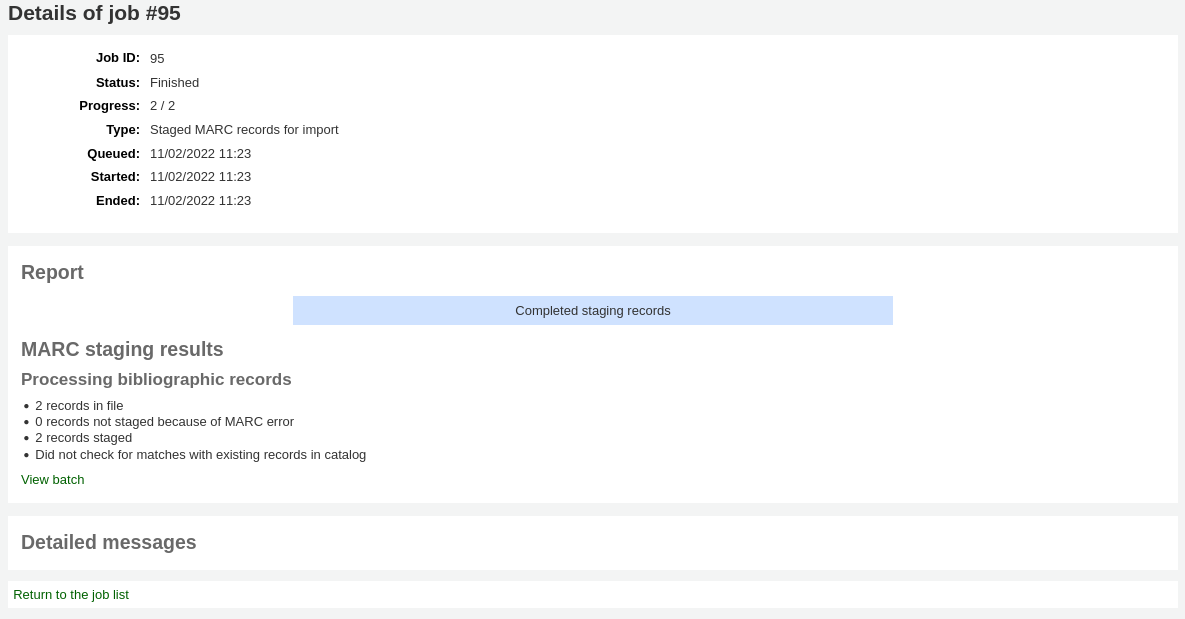 Details of job #95
Job ID: 95
Status: Finished
Progress: 2 / 2
Type: Staged MARC records for import
Queued: 11/02/2022 11:23
Started: 11/02/2022 11:23
Ended: 11/02/2022 11:23
Report
Completed staging records
MARC staging results
Processing bibliographic records
• 2 records in file
• 0 records not staged because of MARC error
• 2 records staged
• Did not check for matches with existing records in catalog
View batch
Detailed messages
Return to the job list